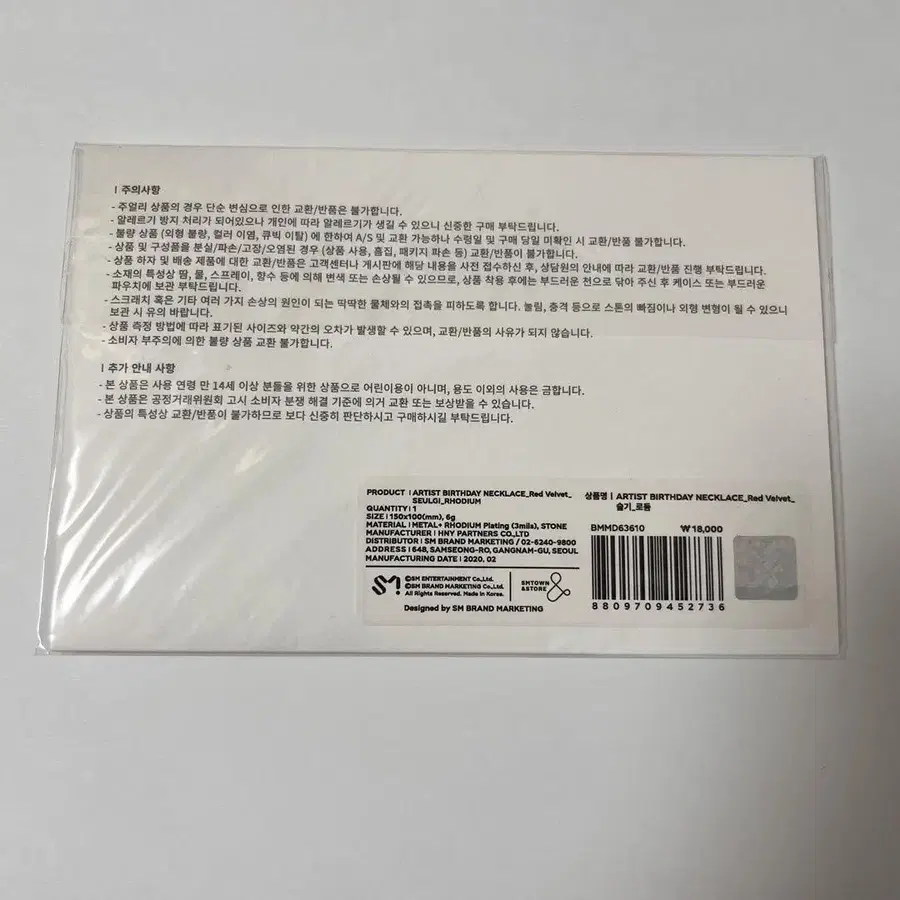 | 주의사항
- 주얼리 상품의 경우 단순 변심으로 인한 교환/반품은 불가합니다.
- 알레르기 방지 처리가 되어있으나 개인에 따라 알레르기가 생길 수 있으니 신중한 구매 부탁드립니다.
- 불량 상품 (외형 불량, 컬러 이염, 큐빅 이탈) 에 한하여 A/S 및 교환 가능하나 수령일 및 구매 당일 미확인 시 교환/반품 불가합니다.
- 상품 및 구성품을 분실/파손/고장/오염된 경우 (상품 사용, 흠집, 패키지 파손 등) 교환/반품이 불가합니다.
- 상품 하자 및 배송 제품에 대한 교환/반품은 고객센터나 게시판에 해당 내용을 사전 접수하신 후, 상담원의 안내에 따라 교환/반품 진행 부탁드립니다.
- 소재의 특성상 땀, 물, 스프레이, 향수 등에 의해 변색 또는 손상될 수 있으므로, 상품 착용 후에는 부드러운 천으로 닦아 주신 후 케이스 또는 부드러운
파우치에 보관 부탁드립니다.
- 스크래치 혹은 기타 여러 가지 손상의 원인이 되는 딱딱한 물체와의 접촉을 피하도록 합니다. 눌림, 충격 등으로 스톤의 빠짐이나 외형 변형이 될 수 있으니
보관 시 유의 바랍니다.
- 상품 측정 방법에 따라 표기된 사이즈와 약간의 오차가 발생할 수 있으며, 교환/반품의 사유가 되지 않습니다.
- 소비자 부주의에 의한 불량 상품 교환 불가합니다.
| 추가 안내 사항
- 본 상품은 사용 연령 만 14세 이상 분들을 위한 상품으로 어린이용이 아니며, 용도 이외의 사용은 금합니다.
- 본 상품은 공정거래위원회 고시 소비자 분쟁 해결 기준에 의거 교환 또는 보상받을 수 있습니다.
- 상품의 특성상 교환/반품이 불가하므로 보다 신중히 판단하시고 구매하시길 부탁드립니다.
PRODUCT | ARTIST BIRTHDAY NECKLACE_Red Velvet_
SEULGI_RHODIUM
QUANTITY | 1
SIZE | 150x100(mm), 6g
MATERIAL | METAL+ RHODIUM Plating (3mils), STONE
MANUFACTURER | HNY PARTNERS CO.,LTD
DISTRIBUTOR | SM BRAND MARKETING / 02-6240-9800
ADDRESS | 648, SAMSEONG-RO, GANGNAM-GU, SEOUL
MANUFACTURING DATE | 2020. 02
SM!
©SM ENTERTAINMENT Co.,Ltd.
©SM BRAND MARKETING Co.,Ltd.
All Rights Reserved. Made in Korea.
SMTOWN
&STORE
&
Designed by SM BRAND MARKETING
상품명 | ARTIST BIRTHDAY NECKLACE_Red Velvet_
슬기_로듐
BMMD63610 ₩18,000
8809709452736